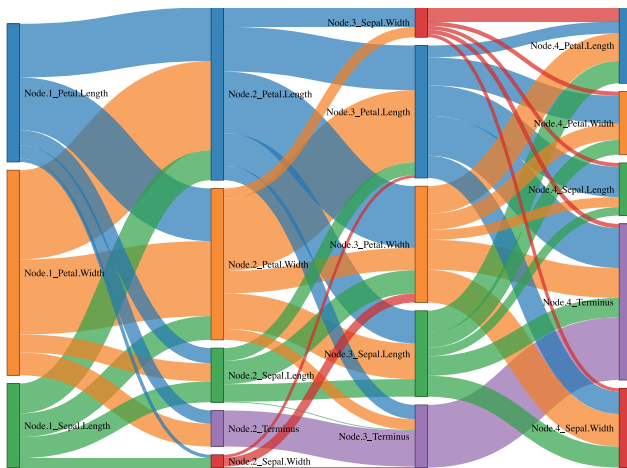 Node.1_Petal.Length
Node.1_Petal.Width
Node.1_Sepal.Length
Node.2_Petal.Length
Node.2_Petal.Width
Node.2_Sepal.Length
Node.2_Terminus
Node.2_Sepal.Width
Node.3_Sepal.Width
Node.3_Petal.Length
Node.3_Petal.Width
Node.3_Sepal.Length
Node.3_Terminus
Node.4_Petal.Length
Node.4_Petal.Width
Node.4_Sepal.Length
Node.4_Terminus
Node.4_Sepal.Width